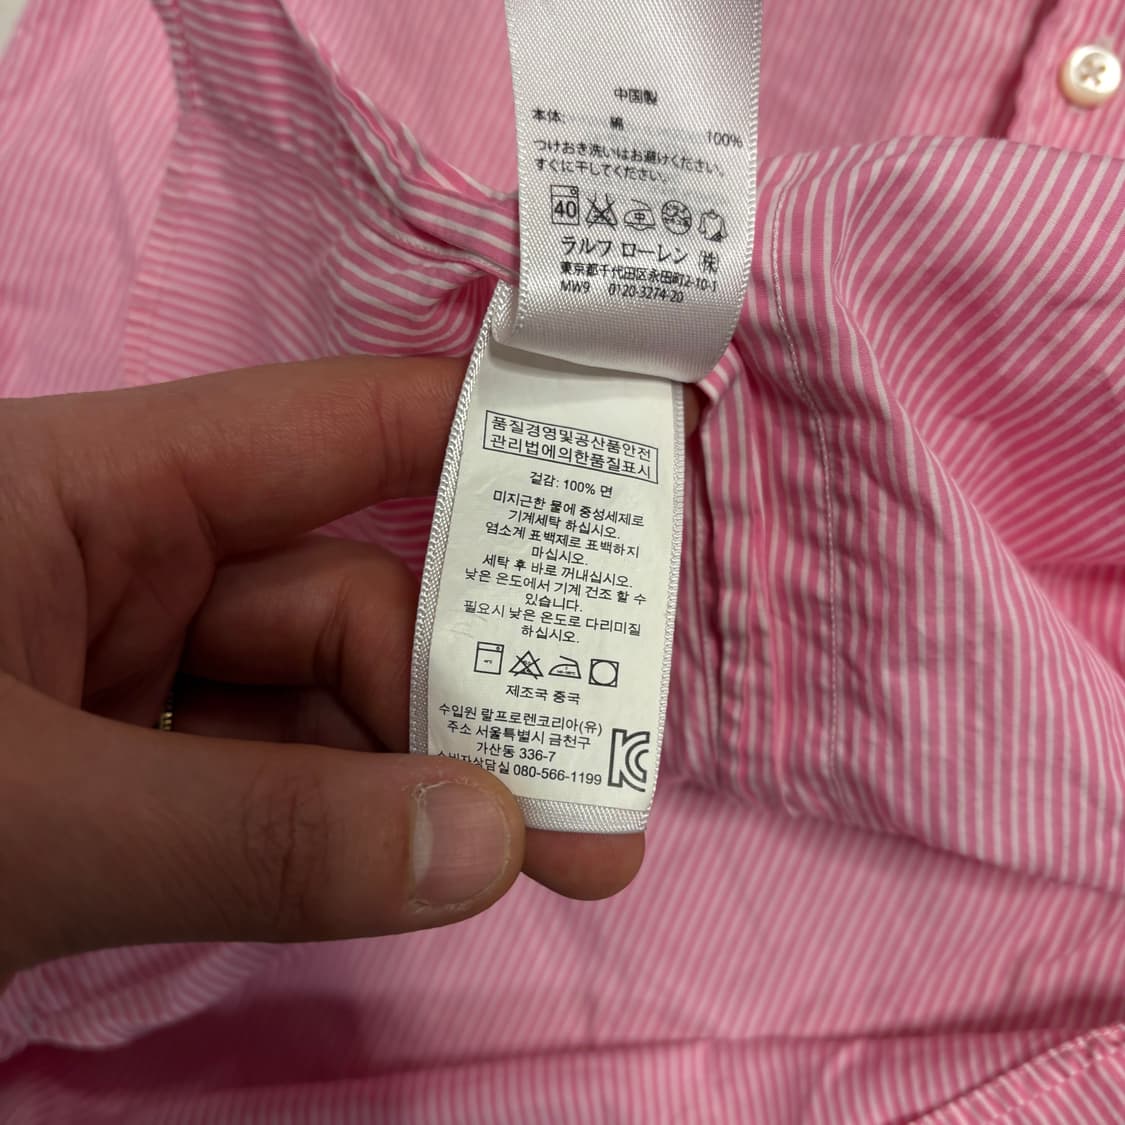 中国製
本体 綿 100%
つけおき洗いはお避けください。
すぐに干してください。
40 中
ラルフ ローレン ㈱
東京都千代田区永田町2-10-1
MW9 0120-3274-20
품질경영및공산품안전
관리법에의한품질표시
겉감: 100% 면
미지근한 물에 중성세제로
기계세탁 하십시오.
염소계 표백제로 표백하지
마십시오.
세탁 후 바로 꺼내십시오.
낮은 온도에서 기계 건조 할 수
있습니다.
필요시 낮은 온도로 다리미질
하십시오.
제조국 중국
수입원 랄프로렌코리아(유)
주소 서울특별시 금천구
가산동 336-7
소비자상담실 080-566-1199